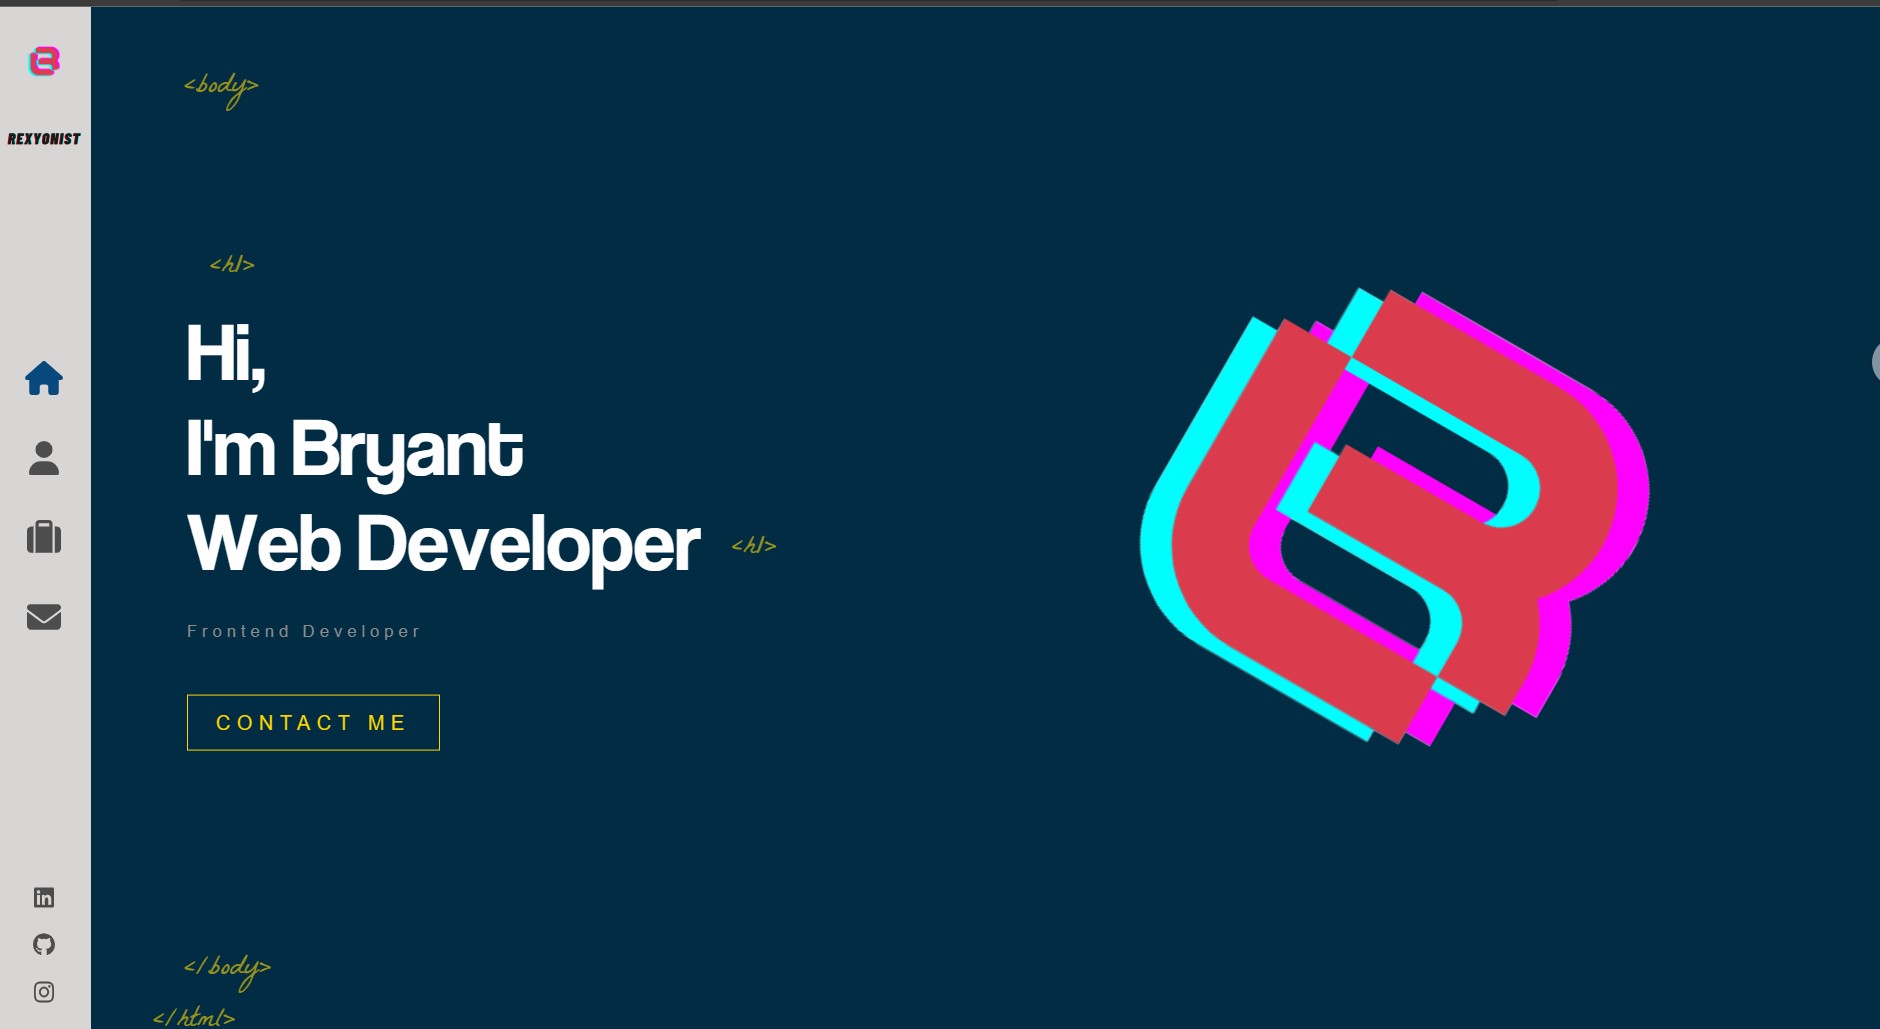 <body>
REXYONIST
<h1>
Hi,
I'm Bryant
Web Developer <h1>
Frontend Developer
CONTACT ME
</body>
</html>